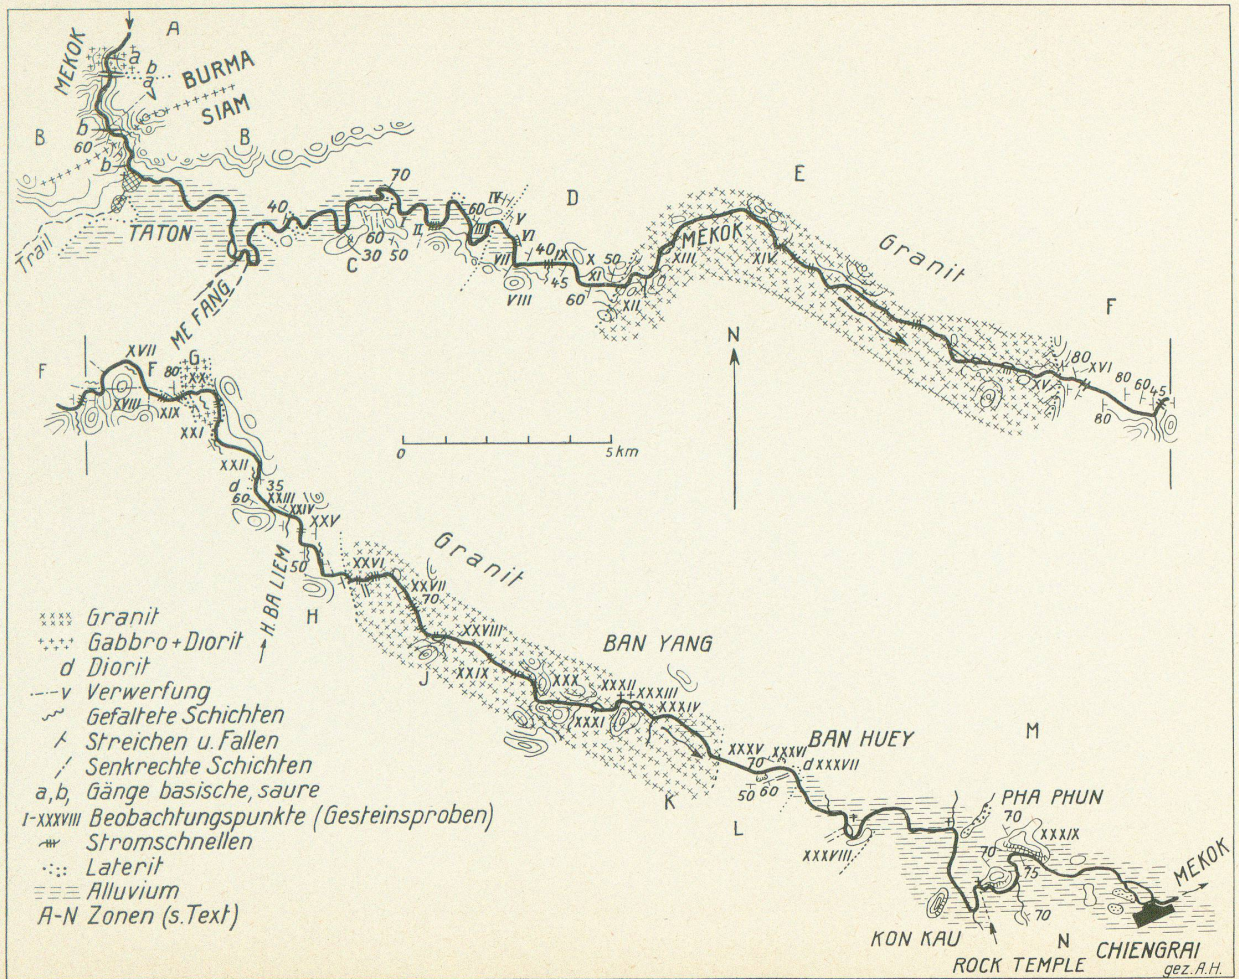 A
MEKOK
a
b
a
v
BURMA
SIAM
B
b
60
B
b
Trail
TATON
ME FANG
40
70
I
II
60
30 50
C
60
III
IV
V
VI
VII
VIII
D
40 IX
45
X 50
XI
60
XII
E
MEKOK
XIII
XIV
Granit
F
XV
80
XVI
80 60 45
80
N
0 5 km
F
XVII
F
XVIII
XIX
80
G
XX
XXI
XXII
d
60
35
XXIII
XXIV
XXV
50
H. BA LIEM
H
Granit
XXVI
XXVII
70
XXVIII
J
XXIX
XXX
XXXI
BAN YANG
XXXII
XXXIII
XXXIV
K
XXXV
70
50 60
XXXVI
L
BAN HUEY
d XXXVII
XXXVIII
M
PHA PHUN
70
XXXIX
70
75
70
MEKOK
KON KAU
N
CHIENGRAI
ROCK TEMPLE
gez. A.H.
Granit
Gabbro+Diorit
d Diorit
v Verwerfung
Gefaltete Schichten
Streichen u. Fallen
Senkrechte Schichten
a, b, Gänge basische, saure
I-XXXVIII Beobachtungspunkte (Gesteinsproben)
Stromschnellen
Laterit
Alluvium
A-N Zonen (s. Text)